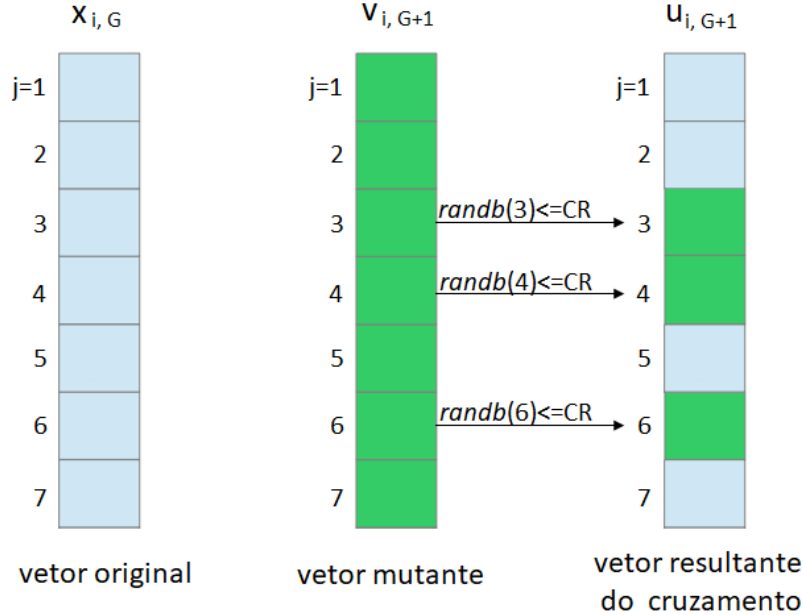 x i, G
v i, G+1
u i, G+1
j=1
j=1
j=1
2
2
2
3
3
randb(3)<=CR
3
4
4
randb(4)<=CR
4
5
5
5
6
6
randb(6)<=CR
6
7
7
7
vetor original
vetor mutante
vetor resultante
do cruzamento